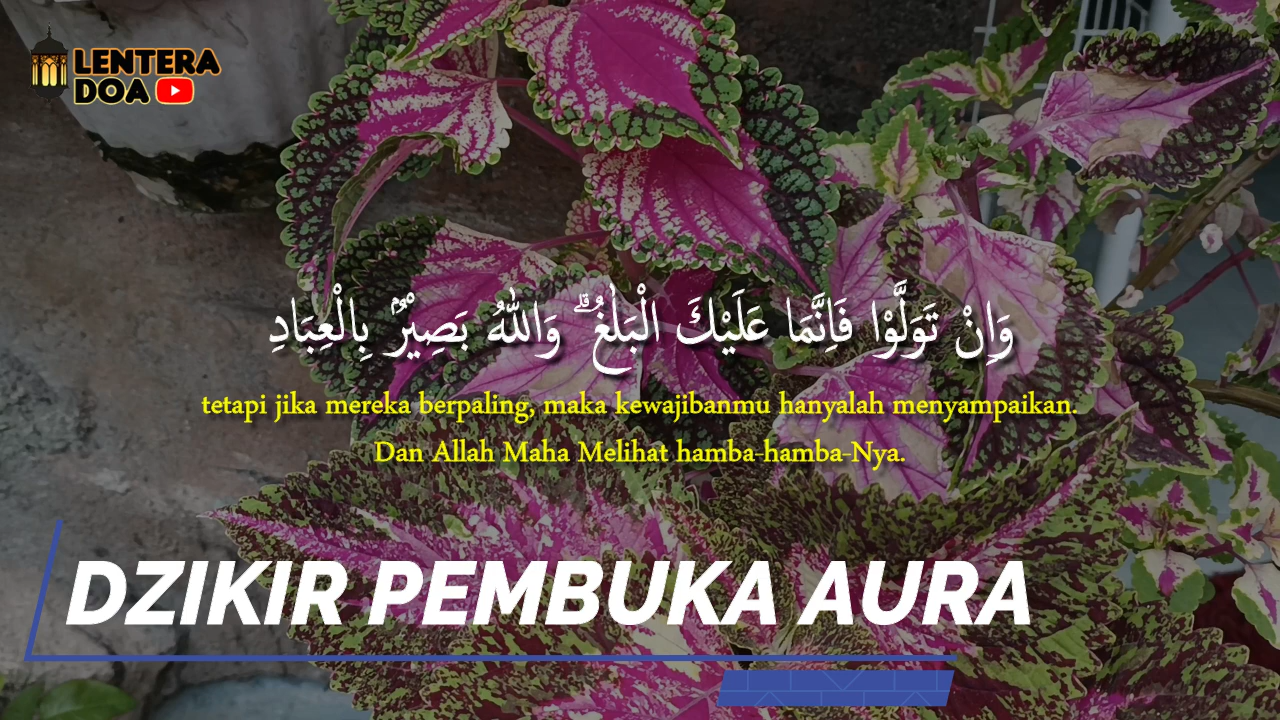 LENTERA
DOA
وَاِنْ تَوَلَّوْا فَاِنَّمَا عَلَيْكَ الْبَلٰغُ ۗ وَاللّٰهُ بَصِيْرٌۢ بِالْعِبَادِ
tetapi jika mereka berpaling, maka kewajibanmu hanyalah menyampaikan.
Dan Allah Maha Melihat hamba-hamba-Nya.
DZIKIR PEMBUKA AURA